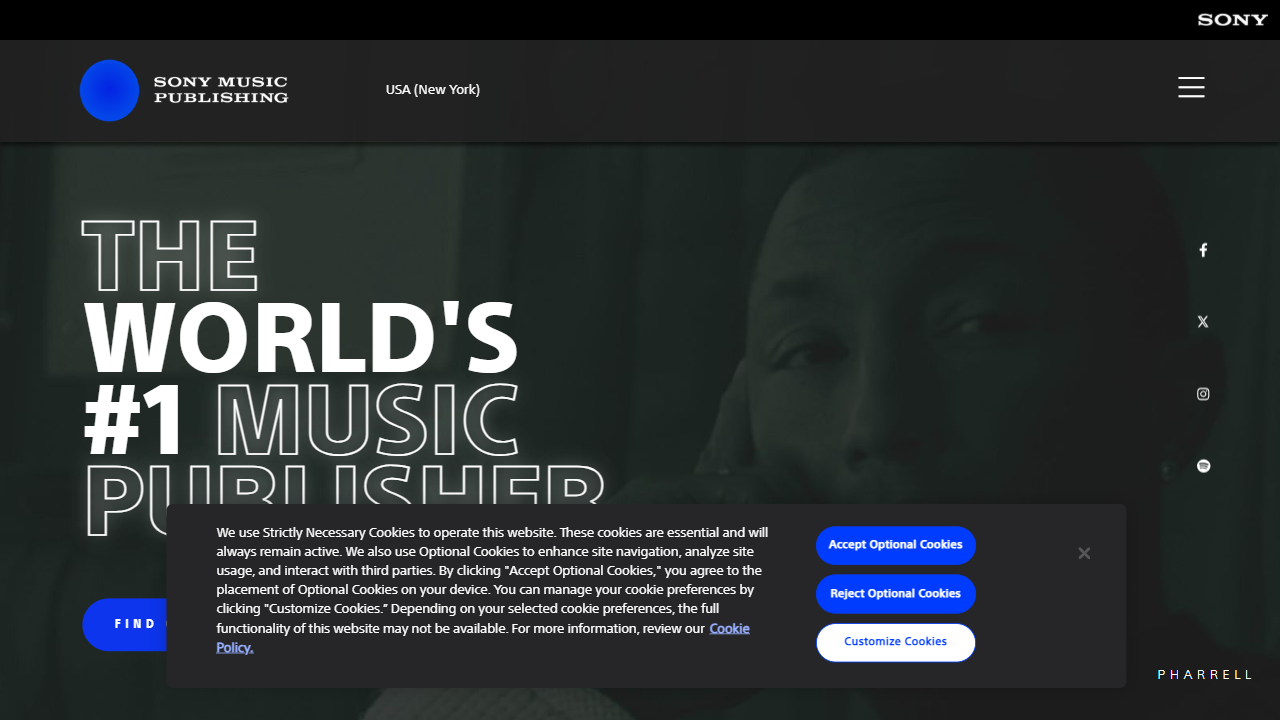 SONY
SONY MUSIC
PUBLISHING
USA (New York)
THE
WORLD'S
#1 MUSIC
PUBLISHER
We use Strictly Necessary Cookies to operate this website. These cookies are essential and will
always remain active. We also use Optional Cookies to enhance site navigation, analyze site
usage, and interact with third parties. By clicking "Accept Optional Cookies," you agree to the
placement of Optional Cookies on your device. You can manage your cookie preferences by
clicking "Customize Cookies.” Depending on your selected cookie preferences, the full
functionality of this website may not be available. For more information, review our Cookie
Policy.
Accept Optional Cookies
Reject Optional Cookies
Customize Cookies
FIND
PHARRELL